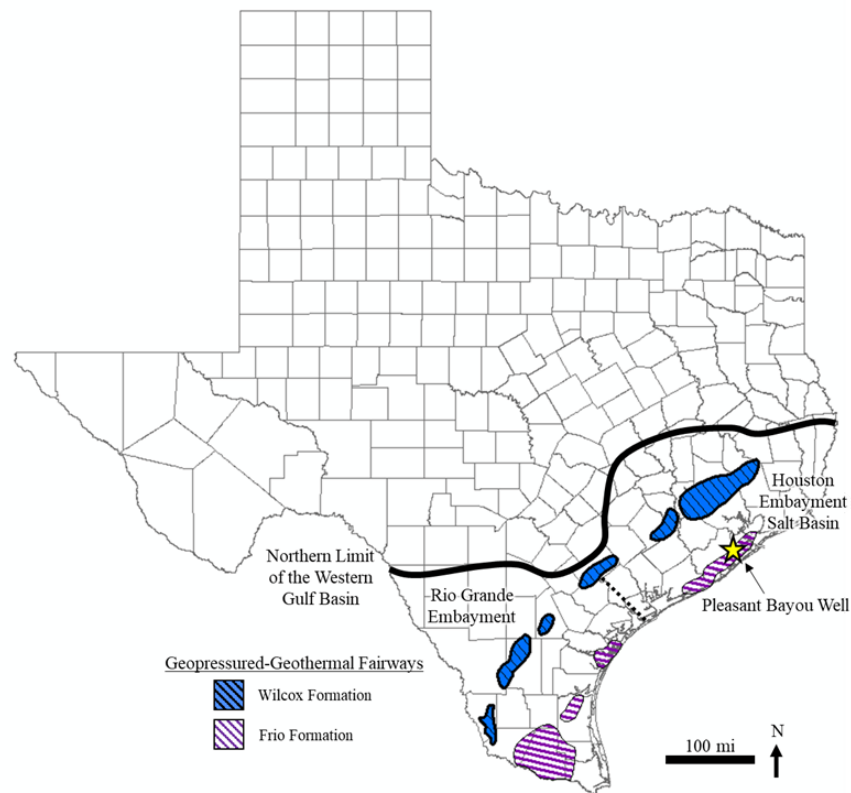 Houston
Embayment
Salt Basin
Northern Limit
of the Western
Gulf Basin
Rio Grande
Embayment
Pleasant Bayou Well
Geopressured-Geothermal Fairways
Wilcox Formation
Frio Formation
100 mi
N